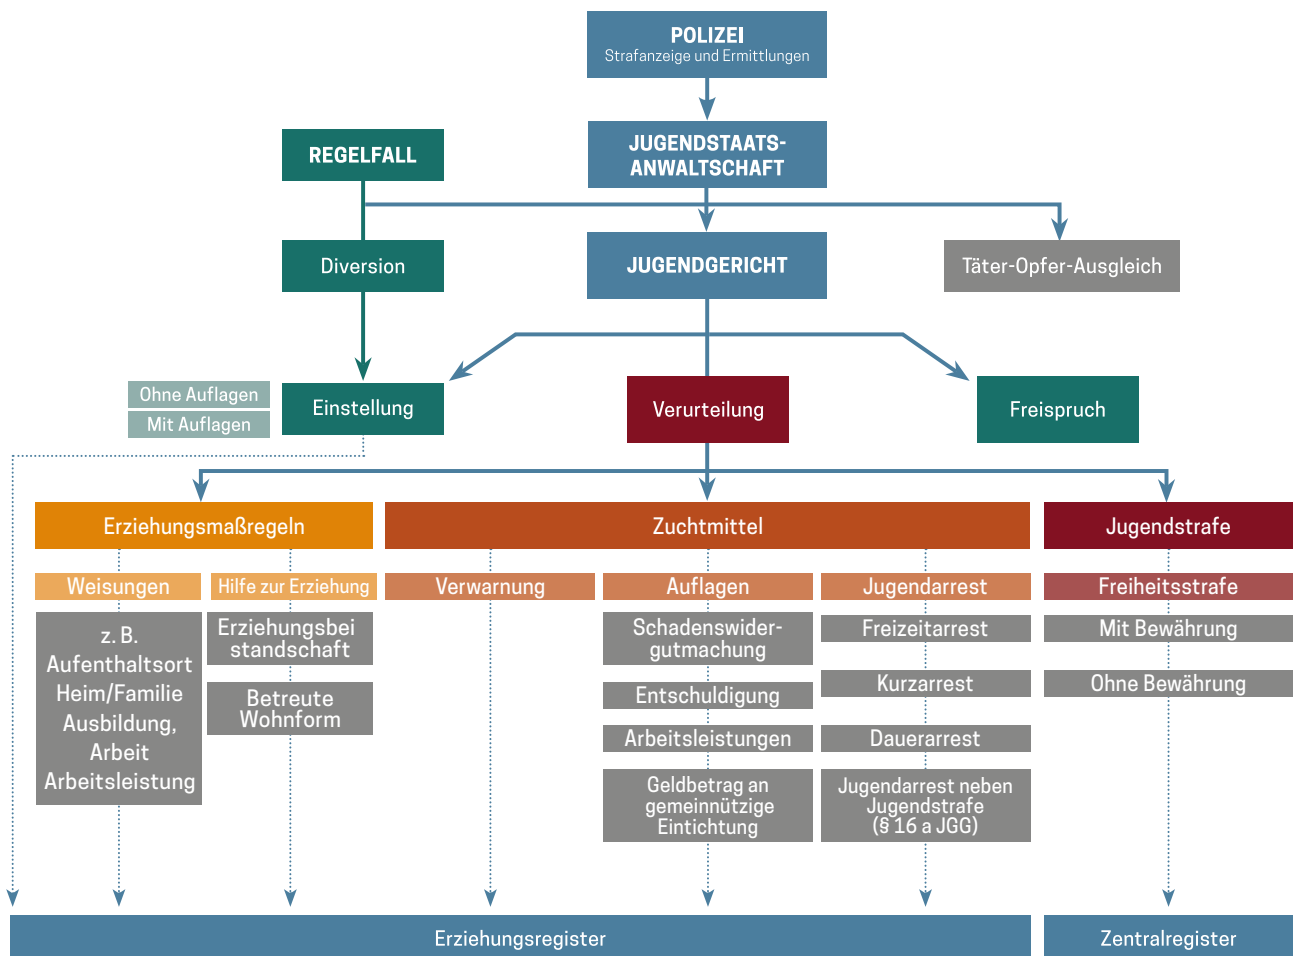 POLIZEI
Strafanzeige und Ermittlungen
JUGENDSTAATS-
ANWALTSCHAFT
REGELFALL
Diversion
JUGENDGERICHT
Täter-Opfer-Ausgleich
Ohne Auflagen
Mit Auflagen
Einstellung
Verurteilung
Freispruch
Erziehungsmaßregeln
Zuchtmittel
Jugendstrafe
Weisungen
Hilfe zur Erziehung
Verwarnung
Auflagen
Jugendarrest
Freiheitsstrafe
z. B.
Aufenthaltsort
Heim/Familie
Ausbildung,
Arbeit
Arbeitsleistung
Erziehungsbei
standschaft
Betreute
Wohnform
Schadenswider-
gutmachung
Entschuldigung
Arbeitsleistungen
Geldbetrag an
gemeinnützige
Eintichtung
Freizeitarrest
Kurzarrest
Dauerarrest
Jugendarrest neben
Jugendstrafe
(§ 16 a JGG)
Mit Bewährung
Ohne Bewährung
Erziehungsregister
Zentralregister